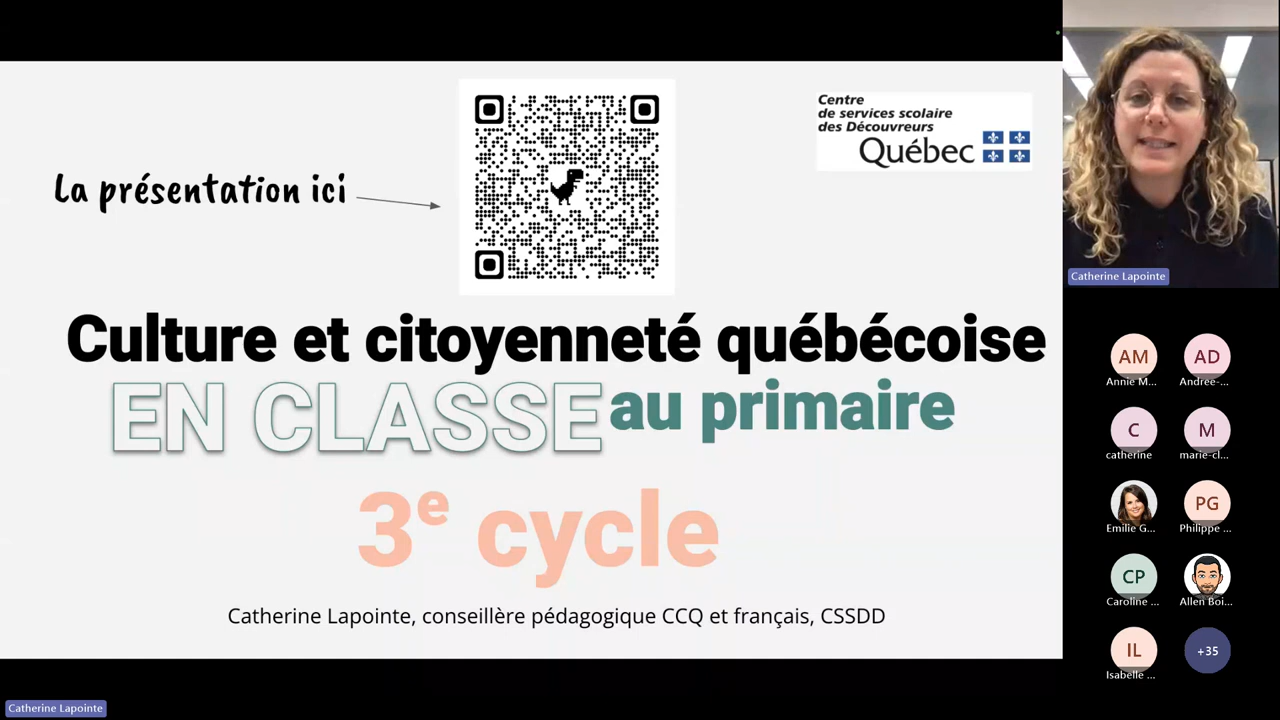 Centre
de services scolaire
des Découvreurs
Québec
La présentation ici
Culture et citoyenneté québécoise
EN CLASSE au primaire
3e cycle
Catherine Lapointe, conseillère pédagogique CCQ et français, CSSDD
Catherine Lapointe
Catherine Lapointe
AM
AD
Annie M...
Andrée-...
C
M
catherine
marie-cl...
PG
Emilie G...
Philippe ...
CP
Caroline ...
Allen Boi...
IL
+35
Isabelle ...